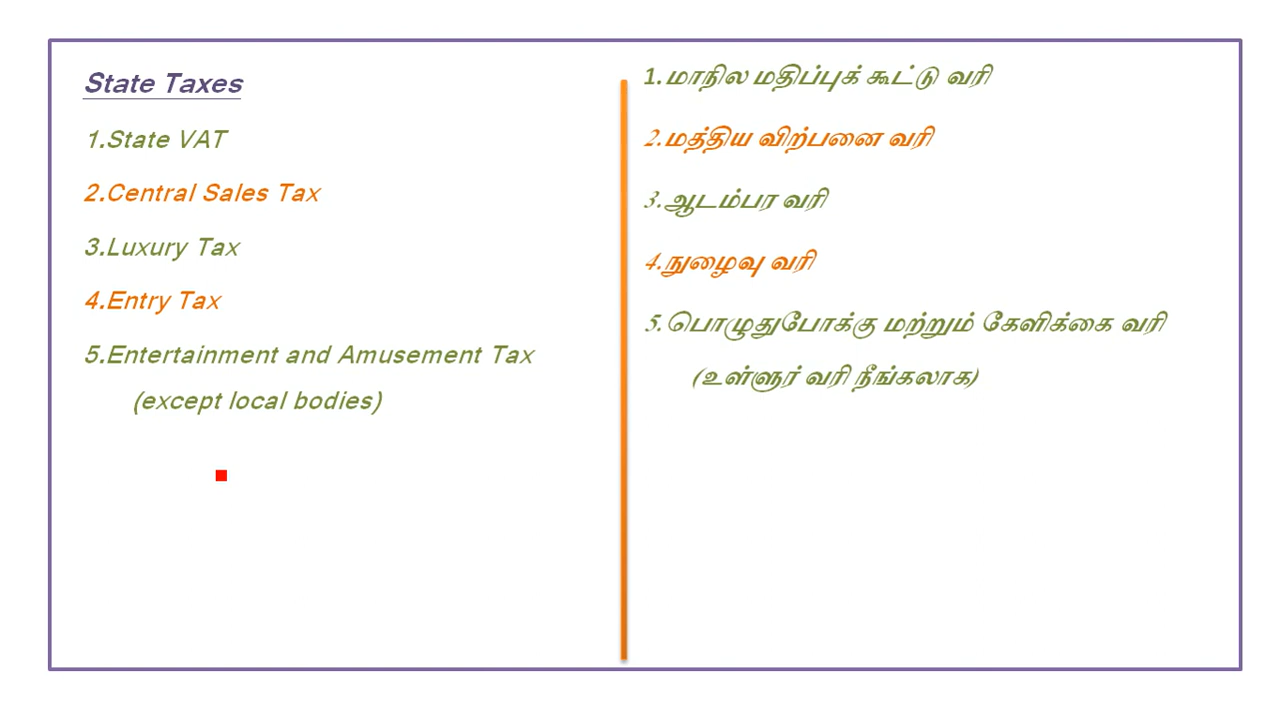 State Taxes
1.State VAT
2.Central Sales Tax
3.Luxury Tax
4.Entry Tax
5.Entertainment and Amusement Tax
(except local bodies)
1.மாநில மதிப்புக் கூட்டு வரி
2.மத்திய விற்பனை வரி
3.ஆடம்பர வரி
4.நுழைவு வரி
5.பொழுதுபோக்கு மற்றும் கேளிக்கை வரி
(உள்ளுர் வரி நீங்கலாக)